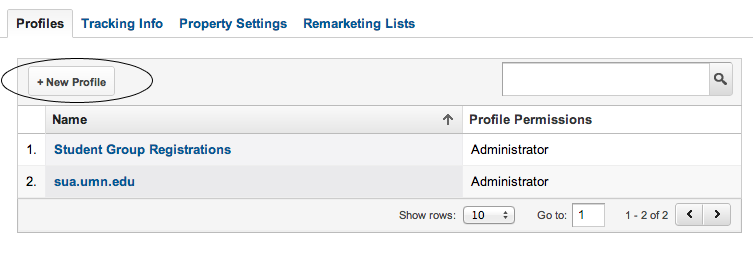 Profiles Tracking Info Property Settings Remarketing Lists
+ New Profile
Name Profile Permissions
1. Student Group Registrations Administrator
2. sua.umn.edu Administrator
Show rows: 10 Go to: 1 1 - 2 of 2